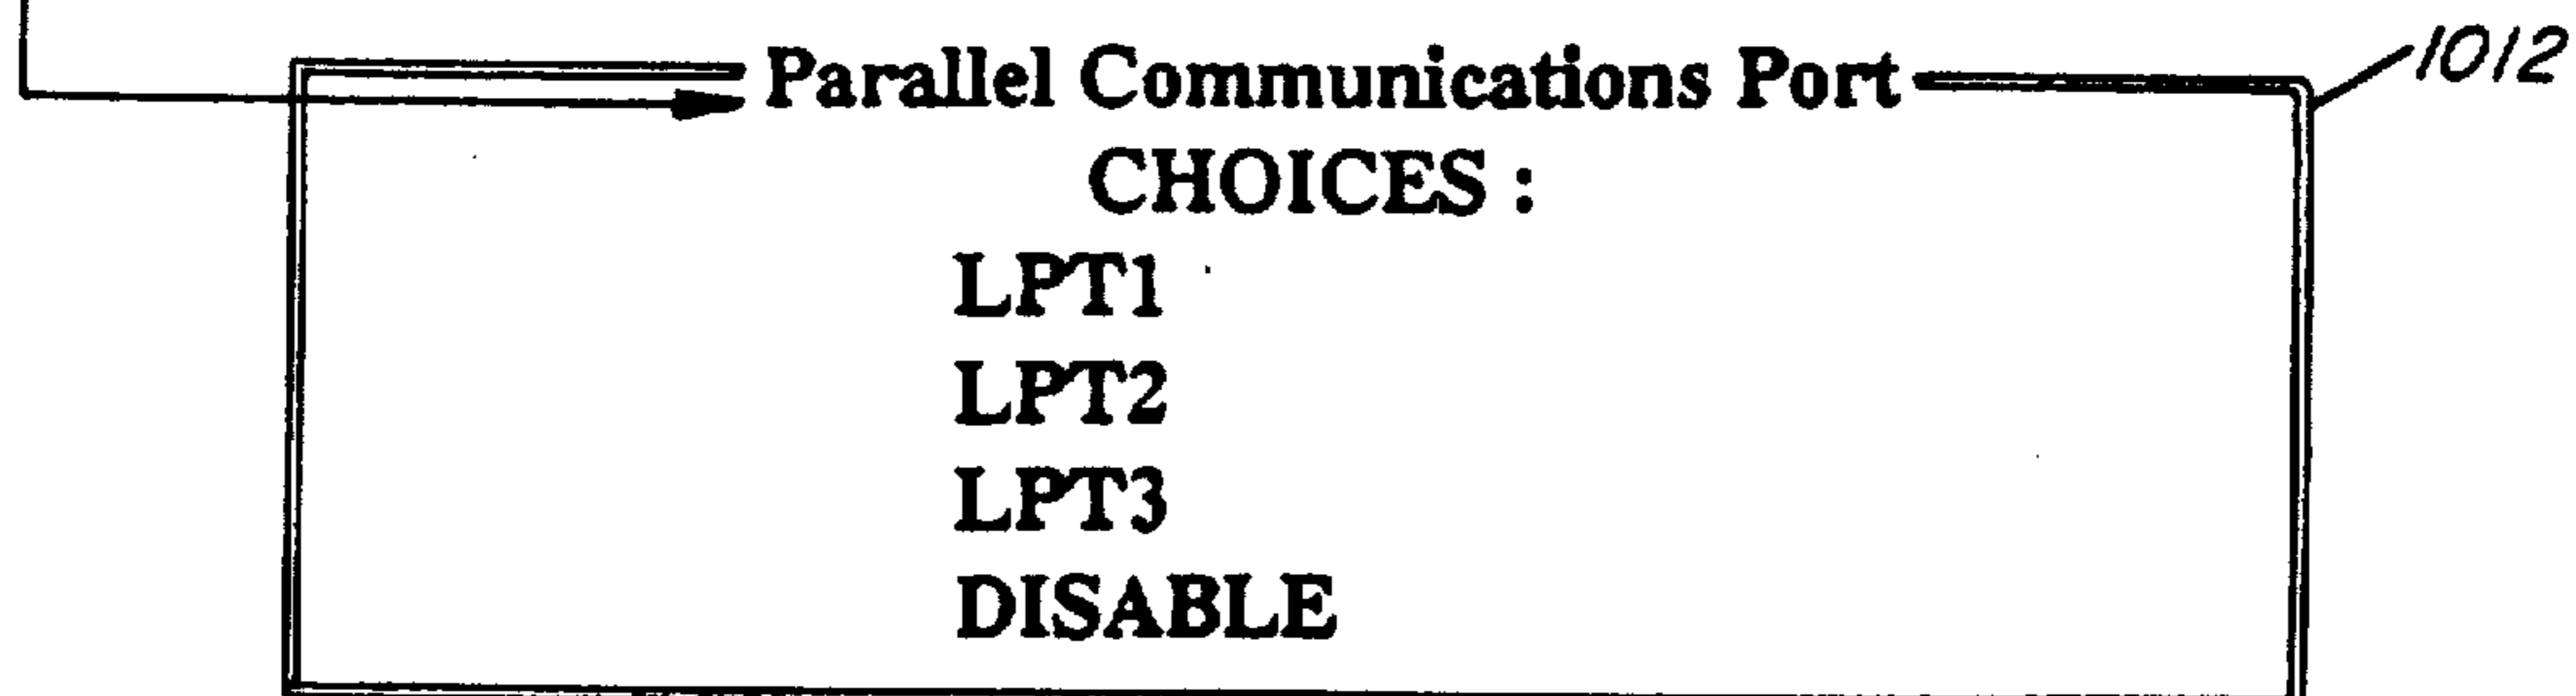 Parallel Communications Port
1012
CHOICES :
LPT1
LPT2
LPT3
DISABLE